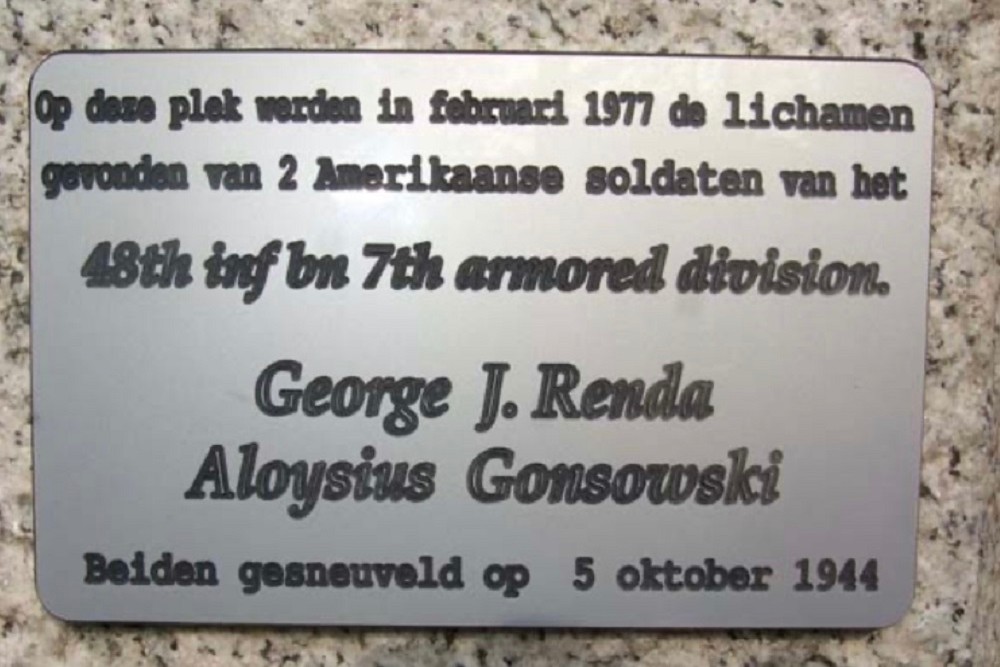 Op deze plek werden in februari 1977 de lichamen
gevonden van 2 Amerikaanse soldaten van het
48th inf bn 7th armored division.
George J. Renda
Aloysius Gonsowski
Beiden gesneuveld op 5 oktober 1944